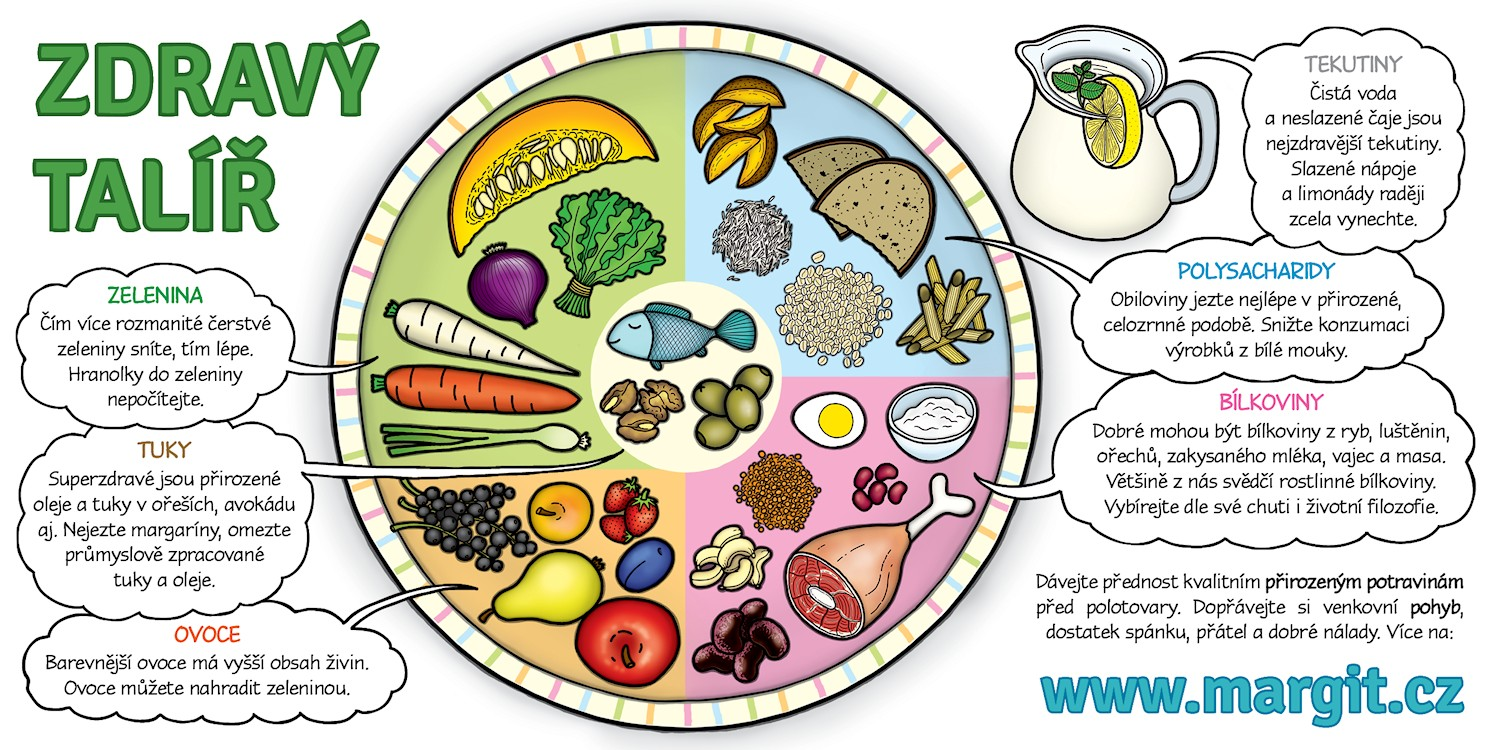 ZDRAVÝ
TALÍŘ
ZELENINA
Čím více rozmanité čerstvé
zeleniny sníte, tím lépe.
Hranolky do zeleniny
nepočítejte.
TUKY
Superzdravé jsou přirozené
oleje a tuky v ořeších, avokádu
aj. Nejezte margaríny, omezte
průmyslově zpracované
tuky a oleje.
OVOCE
Barevnější ovoce má vyšší obsah živin.
Ovoce můžete nahradit zeleninou.
TEKUTINY
Čistá voda
a neslazené čaje jsou
nejzdravější tekutiny.
Slazené nápoje
a limonády raději
zcela vynechte.
POLYSACHARIDY
Obiloviny jezte nejlépe v přirozené,
celozrnné podobě. Snižte konzumaci
výrobků z bílé mouky.
BÍLKOVINY
Dobré mohou být bílkoviny z ryb, luštěnin,
ořechů, zakysaného mléka, vajec a masa.
Většině z nás svědčí rostlinné bílkoviny.
Vybírejte dle své chuti i životní filozofie.
Dávejte přednost kvalitním přirozeným potravinám
před polotovary. Dopřávejte si venkovní pohyb,
dostatek spánku, přátel a dobré nálady. Více na:
www.margit.cz